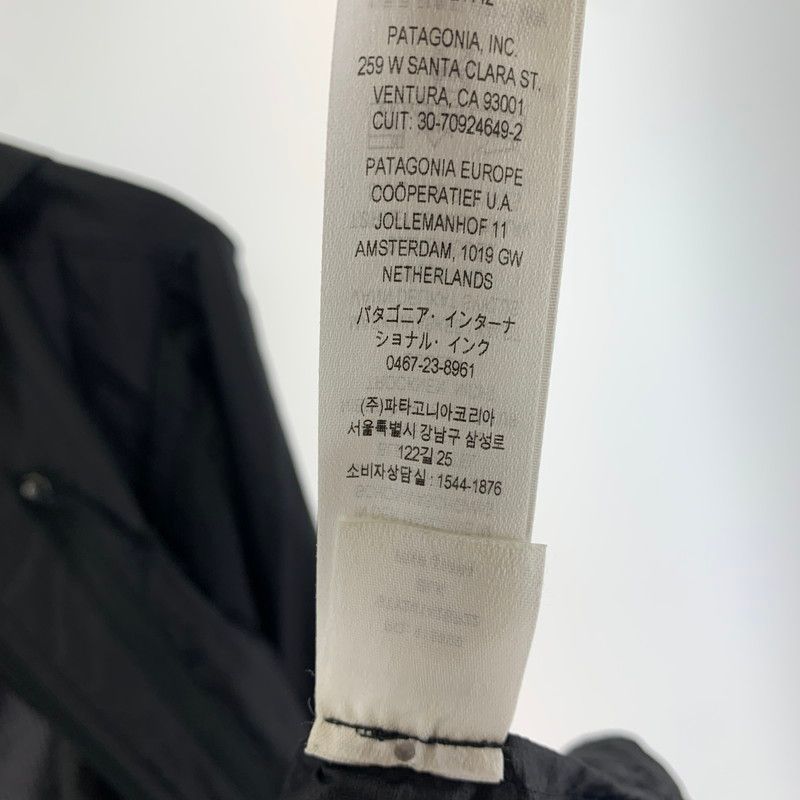 PATAGONIA, INC.
259 W SANTA CLARA ST.
VENTURA, CA 93001
CUIT: 30-70924649-2
PATAGONIA EUROPE
COÖPERATIEF U.A.
JOLLEMANHOF 11
AMSTERDAM, 1019 GW
NETHERLANDS
パタゴニア・インターナ
ショナル・インク
0467-23-8961
(주)파타고니아코리아
서울특별시 강남구 삼성로
122길 25
소비자상담실 : 1544-1876